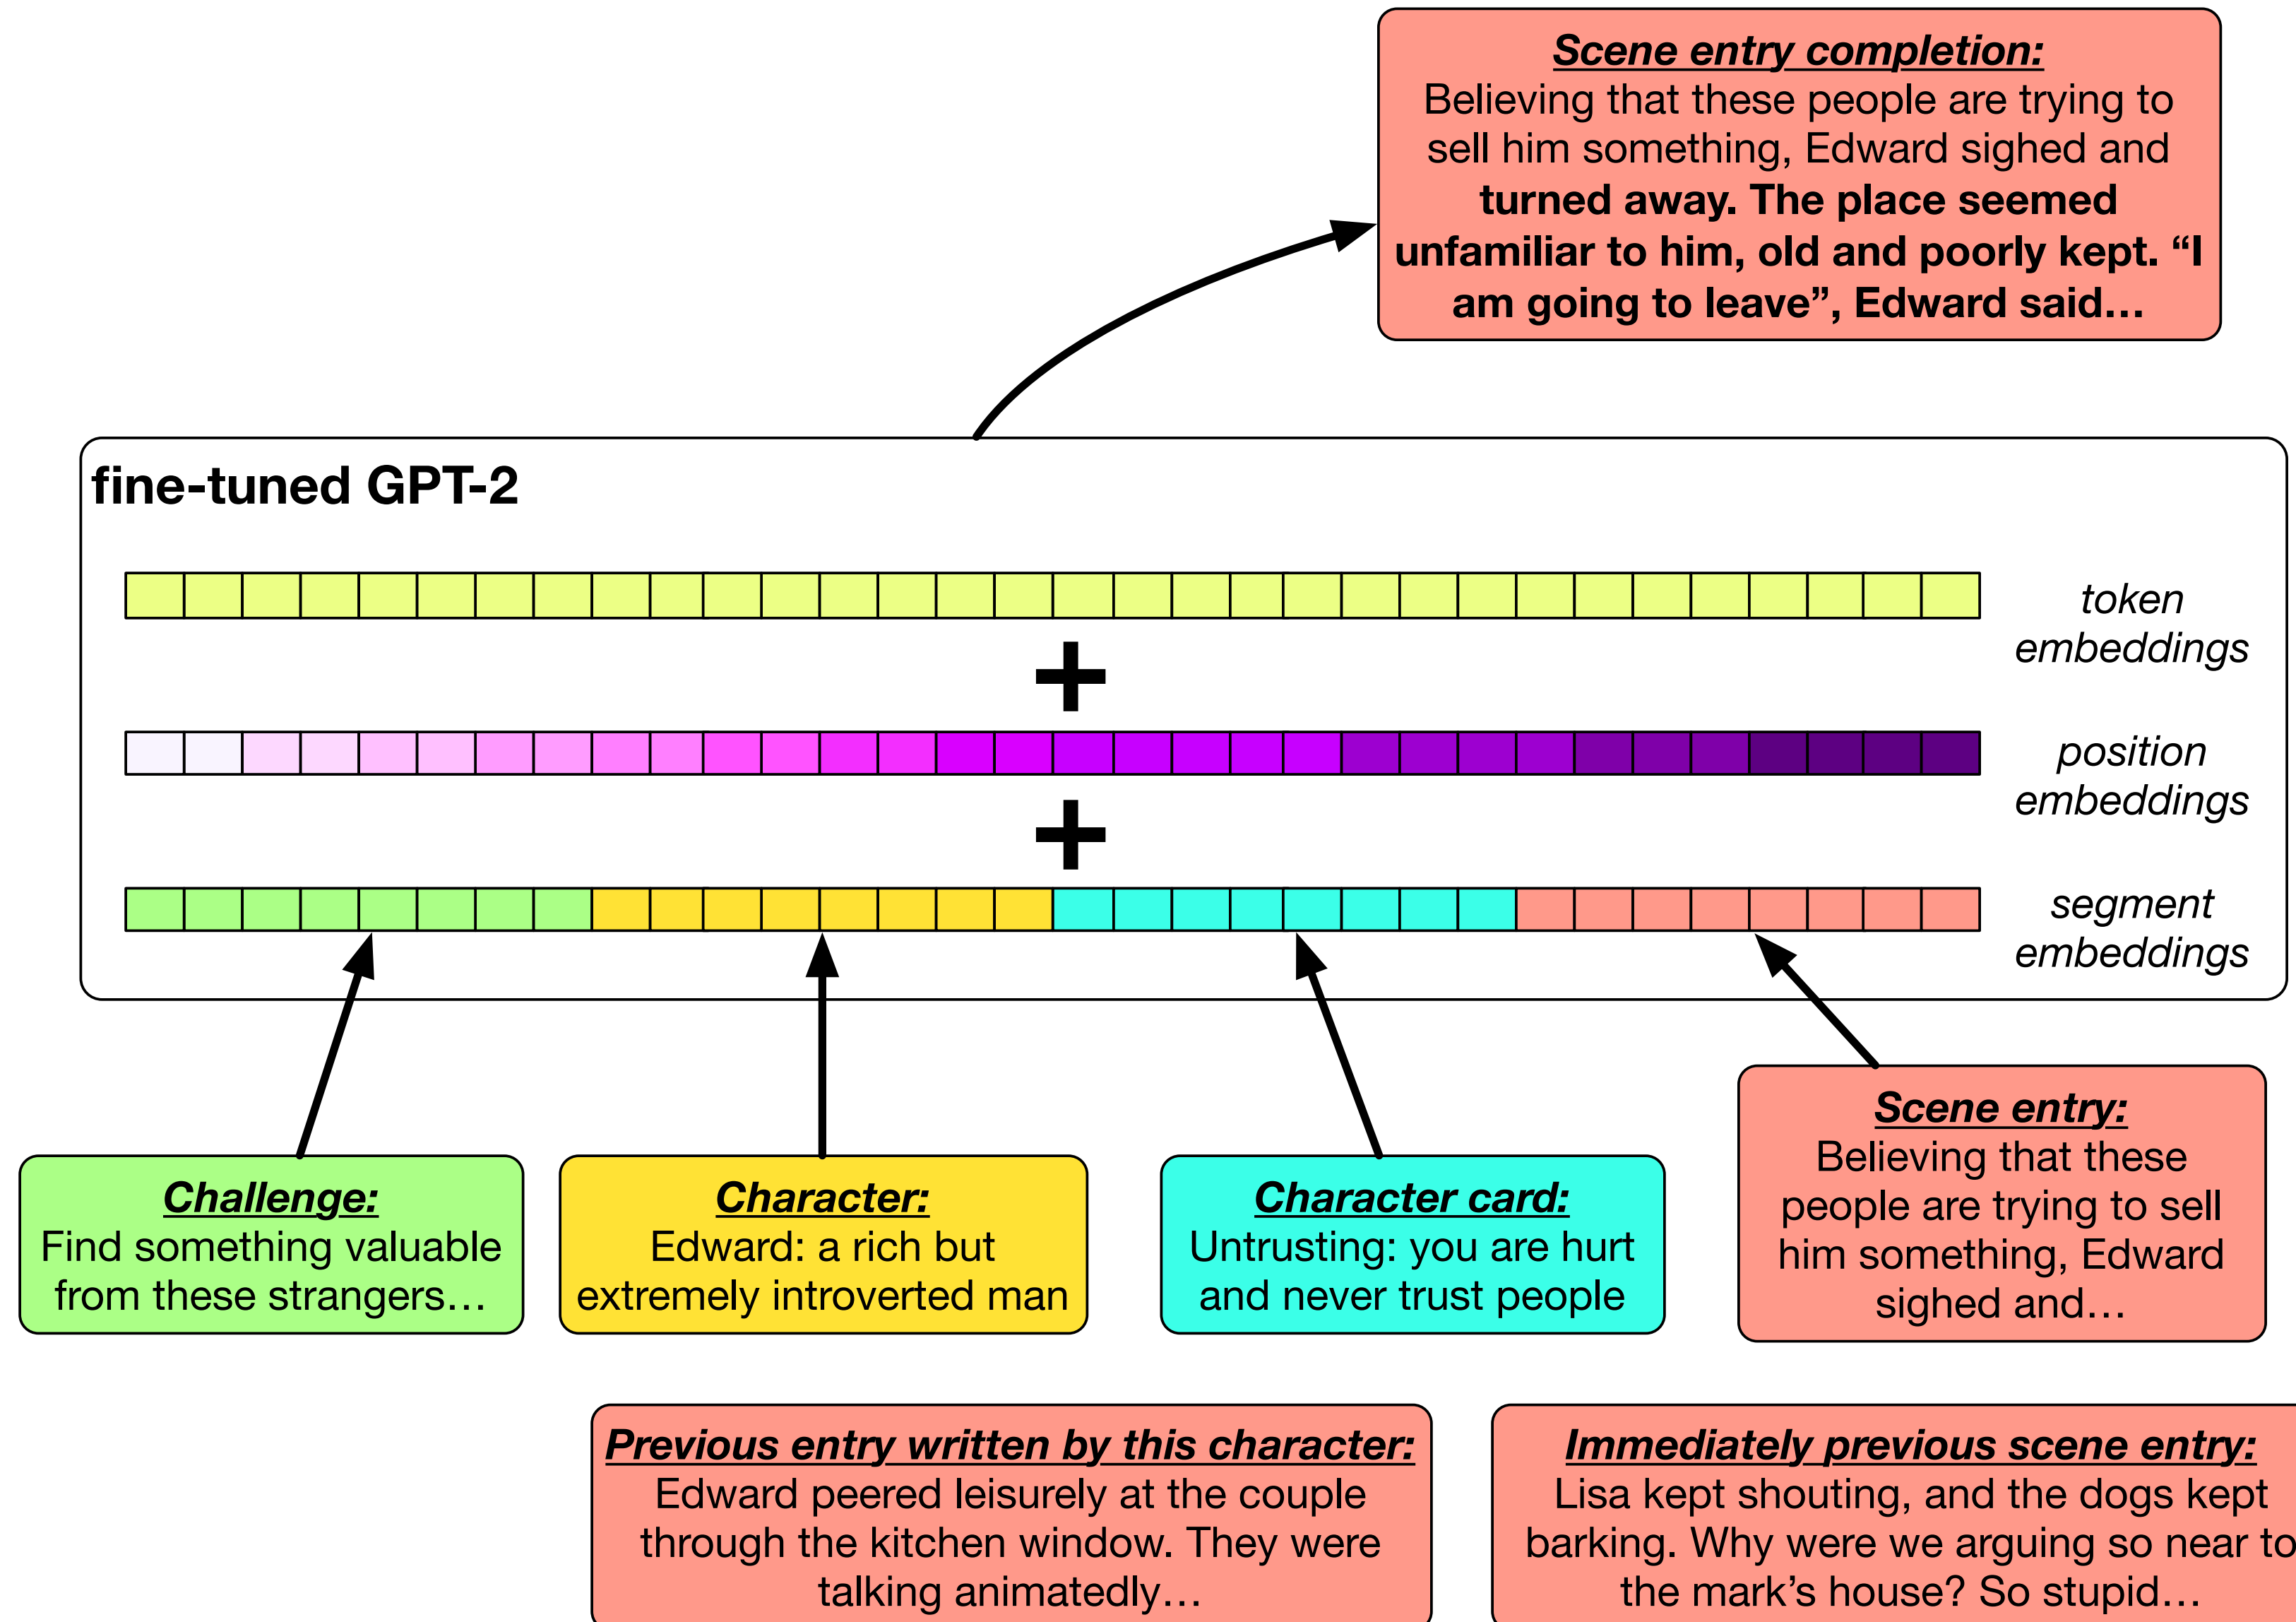 Scene entry completion:
Believing that these people are trying to
sell him something, Edward sighed and
turned away. The place seemed
unfamiliar to him, old and poorly kept. “I
am going to leave”, Edward said…
fine-tuned GPT-2
token
embeddings
+
position
embeddings
+
segment
embeddings
Challenge:
Find something valuable
from these strangers…
Character:
Edward: a rich but
extremely introverted man
Character card:
Untrusting: you are hurt
and never trust people
Scene entry:
Believing that these
people are trying to sell
him something, Edward
sighed and…
Previous entry written by this character:
Edward peered leisurely at the couple
through the kitchen window. They were
talking animatedly…
Immediately previous scene entry:
Lisa kept shouting, and the dogs kept
barking. Why were we arguing so near to
the mark’s house? So stupid…